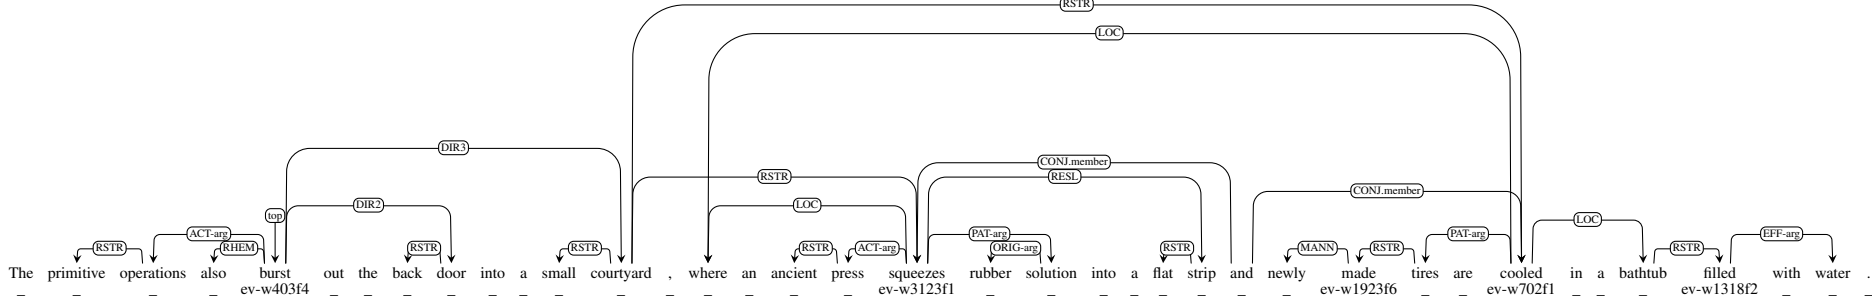 RSTR
LOC
DIR3
CONJ.member
RSTR RESL
CONJ.member
DIR2 LOC
top LOC
ACT-arg PAT-arg PAT-arg EFF-arg
RSTR RHEM RSTR RSTR RSTR ACT-arg ORIG-arg RSTR MANN RSTR RSTR
The primitive operations also burst out the back door into a small courtyard , where an ancient press squeezes rubber solution into a flat strip and newly made tires are cooled in a bathtub filled with water .
_ _ _ _ ev-w403f4 _ _ _ _ _ _ _ _ _ _ _ _ _ ev-w3123f1 _ _ _ _ _ _ _ _ ev-w1923f6 _ _ ev-w702f1 _ _ _ ev-w1318f2 _ _ _